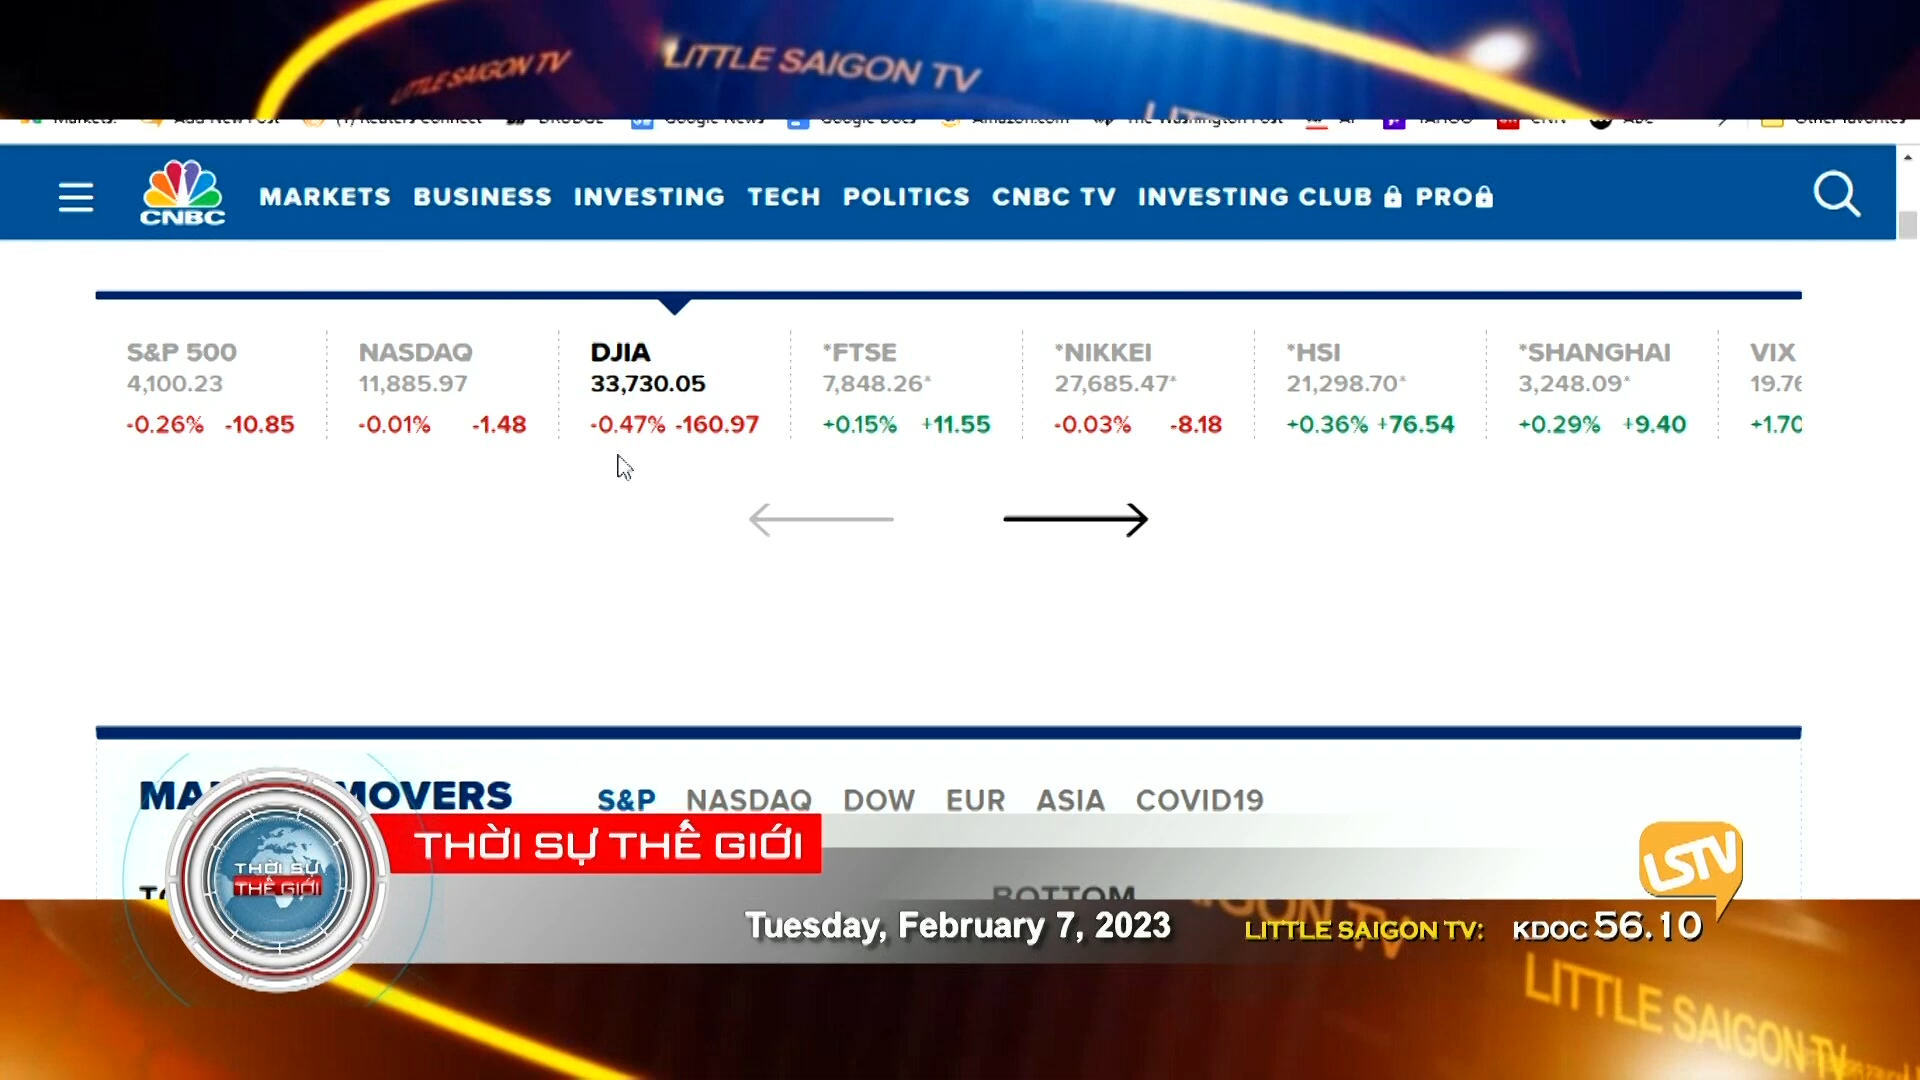 LITTLE SAIGON TV
LITTLE SAIGON TV
CNBC
MARKETS BUSINESS INVESTING TECH POLITICS CNBC TV INVESTING CLUB PRO
S&P 500
4,100.23
-0.26% -10.85
NASDAQ
11,885.97
-0.01% -1.48
DJIA
33,730.05
-0.47% -160.97
*FTSE
7,848.26*
+0.15% +11.55
*NIKKEI
27,685.47*
-0.03% -8.18
*HSI
21,298.70*
+0.36% +76.54
*SHANGHAI
3,248.09*
+0.29% +9.40
VIX
19.76
+1.70
MOVERS
S&P NASDAQ DOW EUR ASIA COVID19
THỜI SỰ THẾ GIỚI
THỜI SỰ
THẾ GIỚI
BOTTOM
LSTV
Tuesday, February 7, 2023
LITTLE SAIGON TV: KDOC 56.10
LITTLE SAIGON TV